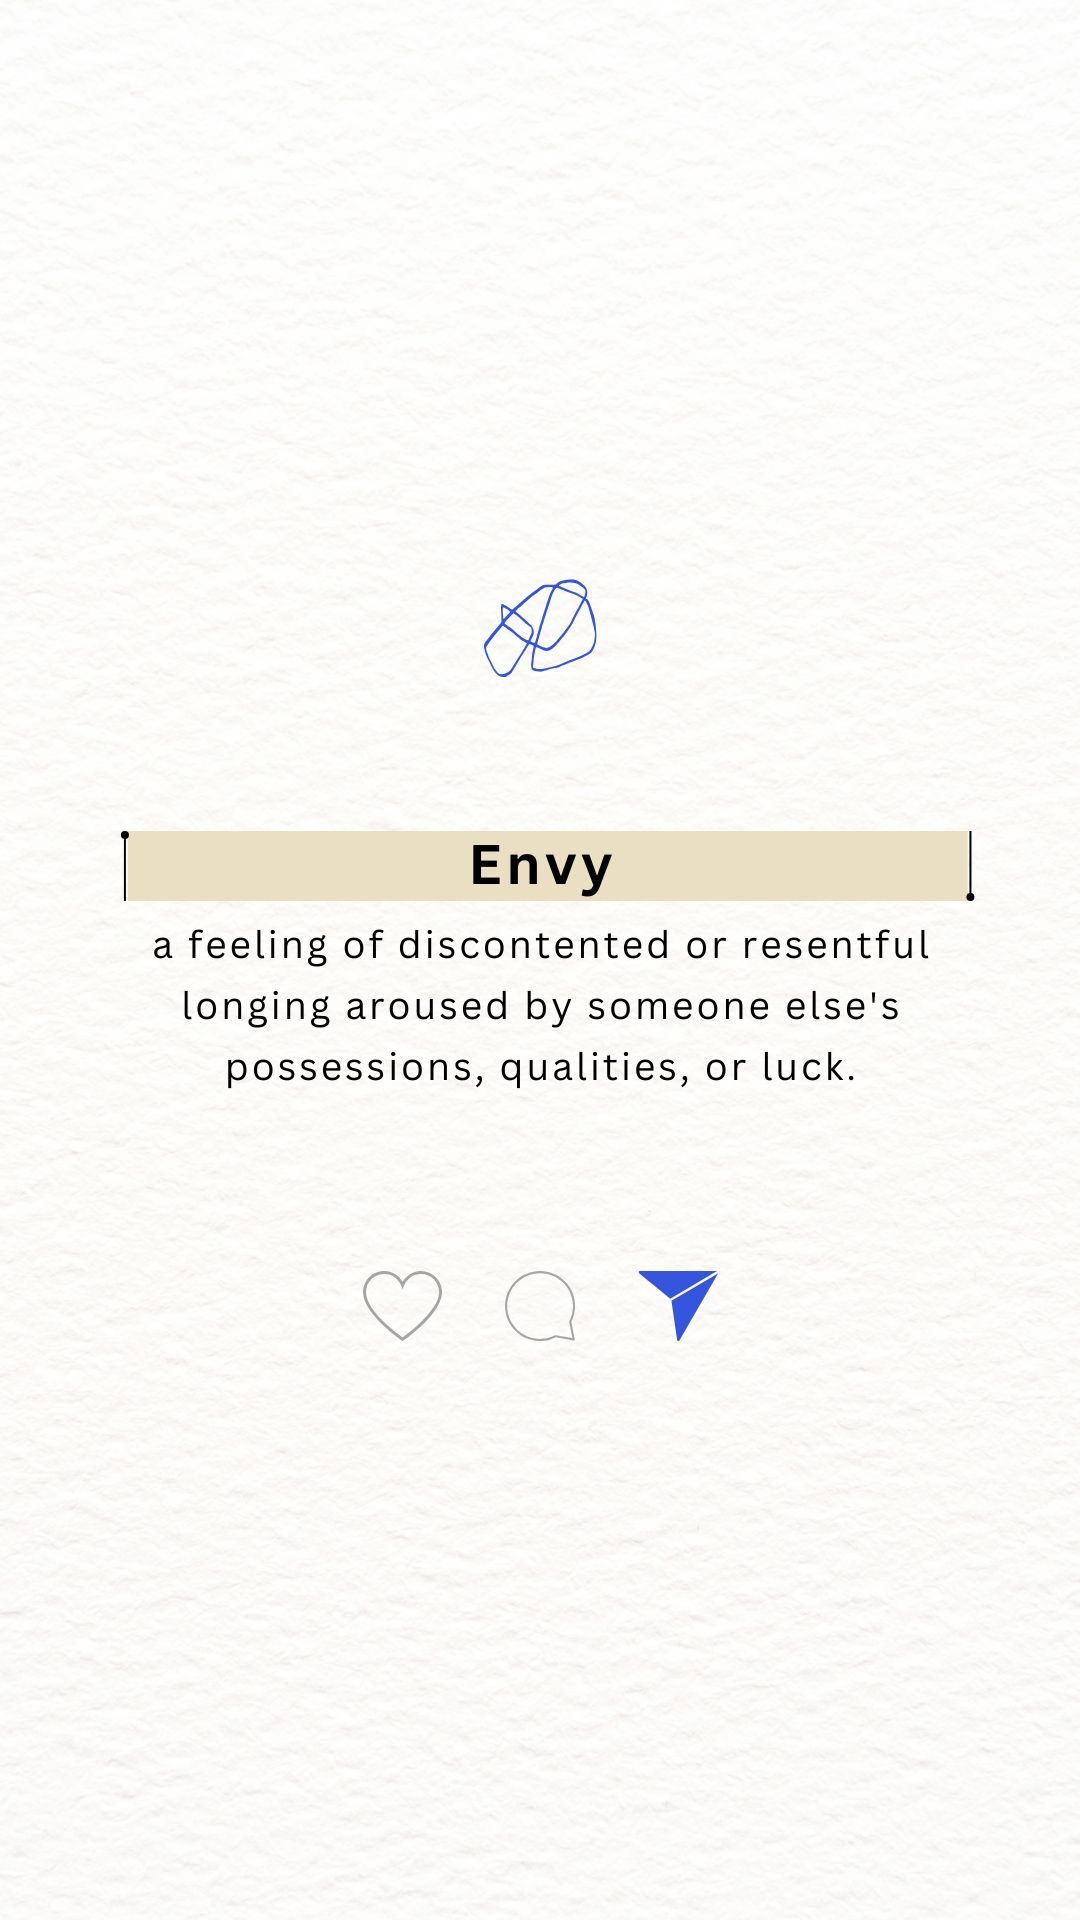 Envy
a feeling of discontented or resentful
longing aroused by someone else's
possessions, qualities, or luck.